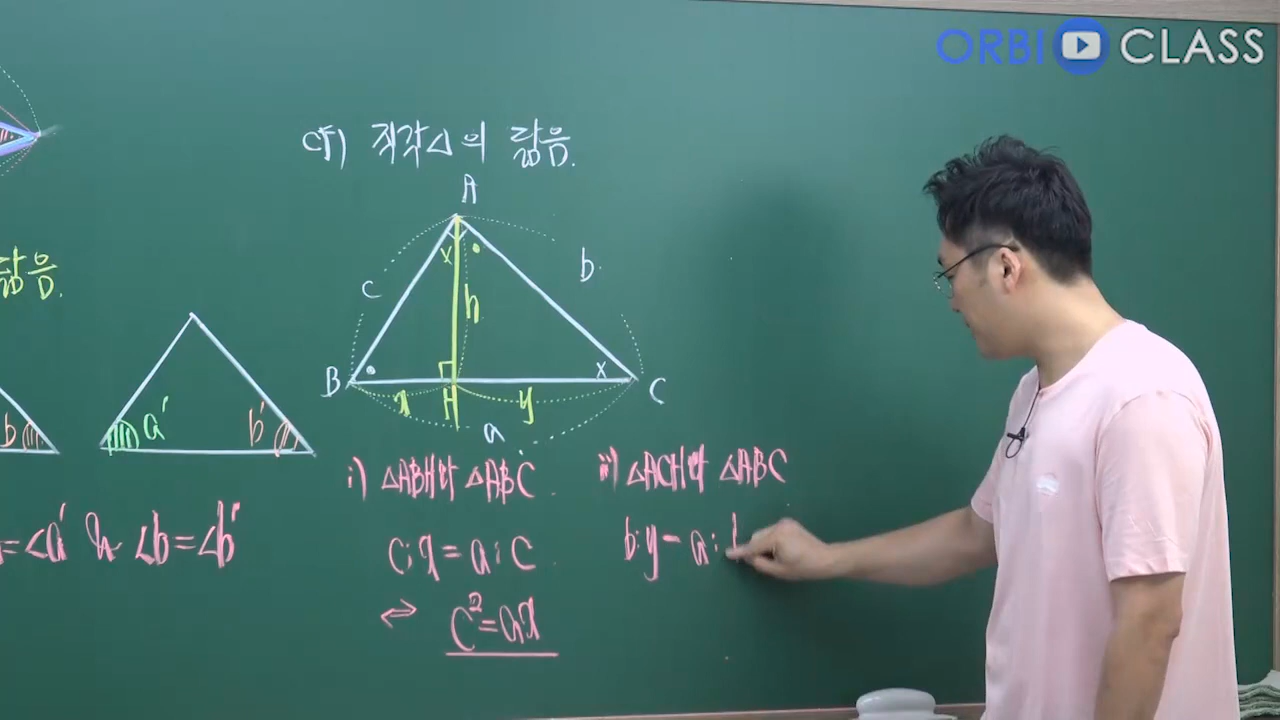 ORBI CLASS
cf) 직각△의 닮음.
닮음.
A
x
c
b
h
B
x
C
x
H
y
a
b
a'
b'
i) △ABH와 △ABC
c:x=a:c
⇔ c²=ax
ii) △ACH와 △ABC
b:y=a:b
=∠a' & ∠b=∠b'